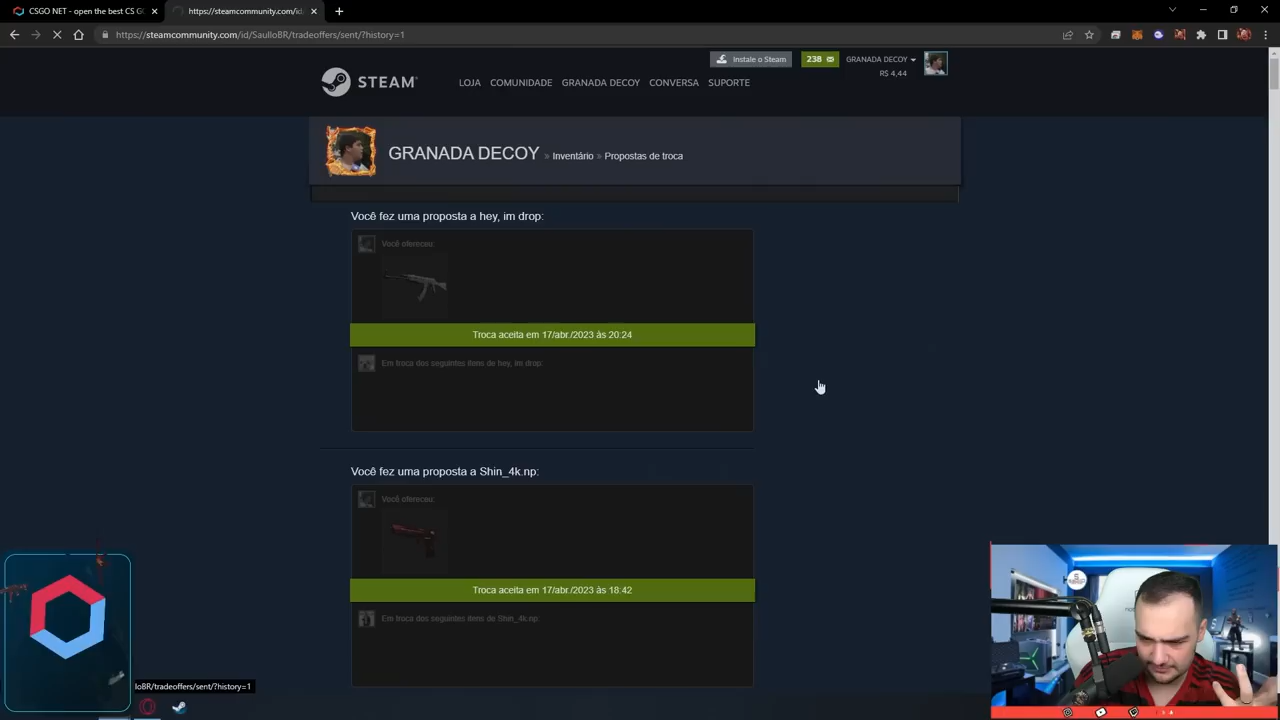 CSGO NET - open the best CS G
https://steamcommunity.com/id
https://steamcommunity.com/id/SaulloBR/tradeoffers/sent/?history=1
Instale o Steam
238
GRANADA DECOY
R$ 4,44
STEAM
LOJA
COMUNIDADE
GRANADA DECOY
CONVERSA
SUPORTE
GRANADA DECOY » Inventário » Propostas de troca
Você fez uma proposta a hey, im drop:
Você ofereceu:
Troca aceita em 17/abr./2023 às 20:24
Em troca dos seguintes itens de hey, im drop:
Você fez uma proposta a Shin_4k.np:
Você ofereceu:
Troca aceita em 17/abr./2023 às 18:42
Em troca dos seguintes itens de Shin_4k.np:
loBR/tradeoffers/sent/?history=1